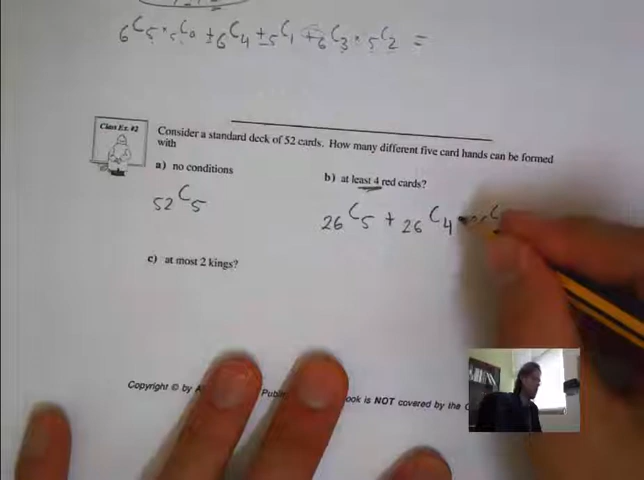 ₆C₅ · ₅C₀ + ₆C₄ · ₅C₁ + ₆C₃ · ₅C₂ =
Class Ex. #2
Consider a standard deck of 52 cards. How many different five card hands can be formed
with
a) no conditions
b) at least 4 red cards?
₅₂C₅
₂₆C₅ + ₂₆C₄
c) at most 2 kings?
Copyright © by
Publ
ook is NOT covered by the